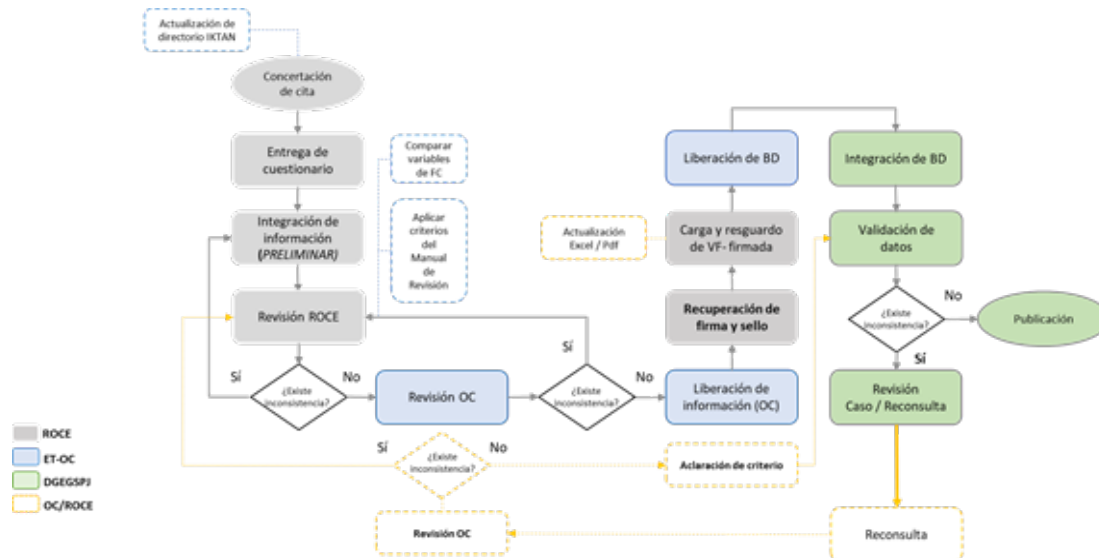 Actualización de
directorio IKTAN
Concertación
de cita
Entrega de
cuestionario
Integración de
información
(PRELIMINAR)
Revisión ROCE
Sí
¿Existe
inconsistencia?
No
Comparar
variables
de FC
Aplicar
criterios
del
Manual
de
Revisión
Revisión OC
Sí
¿Existe
inconsistencia?
No
Liberación de BD
Actualización
Excel / Pdf
Carga y resguardo
de VF- firmada
Recuperación de
firma y sello
Liberación de
información (OC)
Integración de BD
Validación de
datos
¿Existe
inconsistencia?
No
Publicación
Sí
Revisión
Caso / Reconsulta
Sí
¿Existe
inconsistencia?
No
Aclaración de criterio
Revisión OC
Reconsulta
ROCE
ET-OC
DGEGSPJ
OC/ROCE